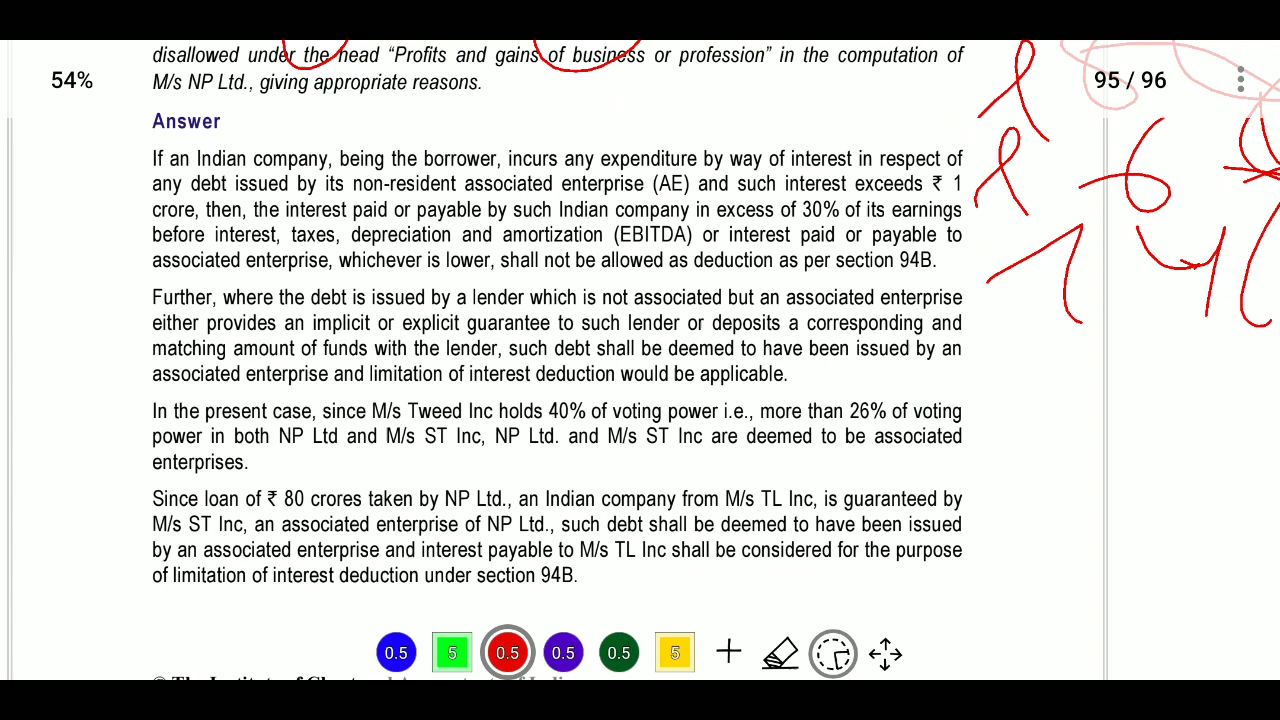 disallowed under the head “Profits and gains of business or profession” in the computation of
54%
95 / 96
M/s NP Ltd., giving appropriate reasons.
Answer
If an Indian company, being the borrower, incurs any expenditure by way of interest in respect of
any debt issued by its non-resident associated enterprise (AE) and such interest exceeds ₹ 1
crore, then, the interest paid or payable by such Indian company in excess of 30% of its earnings
before interest, taxes, depreciation and amortization (EBITDA) or interest paid or payable to
associated enterprise, whichever is lower, shall not be allowed as deduction as per section 94B.
Further, where the debt is issued by a lender which is not associated but an associated enterprise
either provides an implicit or explicit guarantee to such lender or deposits a corresponding and
matching amount of funds with the lender, such debt shall be deemed to have been issued by an
associated enterprise and limitation of interest deduction would be applicable.
In the present case, since M/s Tweed Inc holds 40% of voting power i.e., more than 26% of voting
power in both NP Ltd and M/s ST Inc, NP Ltd. and M/s ST Inc are deemed to be associated
enterprises.
Since loan of ₹ 80 crores taken by NP Ltd., an Indian company from M/s TL Inc, is guaranteed by
M/s ST Inc, an associated enterprise of NP Ltd., such debt shall be deemed to have been issued
by an associated enterprise and interest payable to M/s TL Inc shall be considered for the purpose
of limitation of interest deduction under section 94B.
0.5 5 0.5 0.5 0.5 5